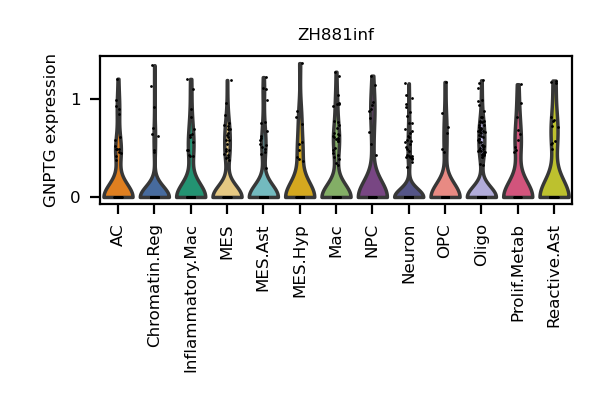 ZH881inf
GNPTG expression
1
0
AC
Chromatin.Reg
Inflammatory.Mac
MES
MES.Ast
MES.Hyp
Mac
NPC
Neuron
OPC
Oligo
Prolif.Metab
Reactive.Ast